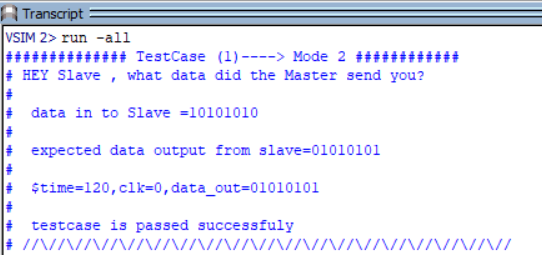 Transcript
VSIM 2> run -all
############## TestCase (1)----> Mode 2 ############
# HEY Slave , what data did the Master send you?
#
#  data in to Slave =10101010
#
#  expected data output from slave=01010101
#
#  $time=120,clk=0,data_out=01010101
#
#  testcase is passed successfuly
# //\//\//\//\//\//\//\//\//\//\//\//\//\//\//\//\//\//